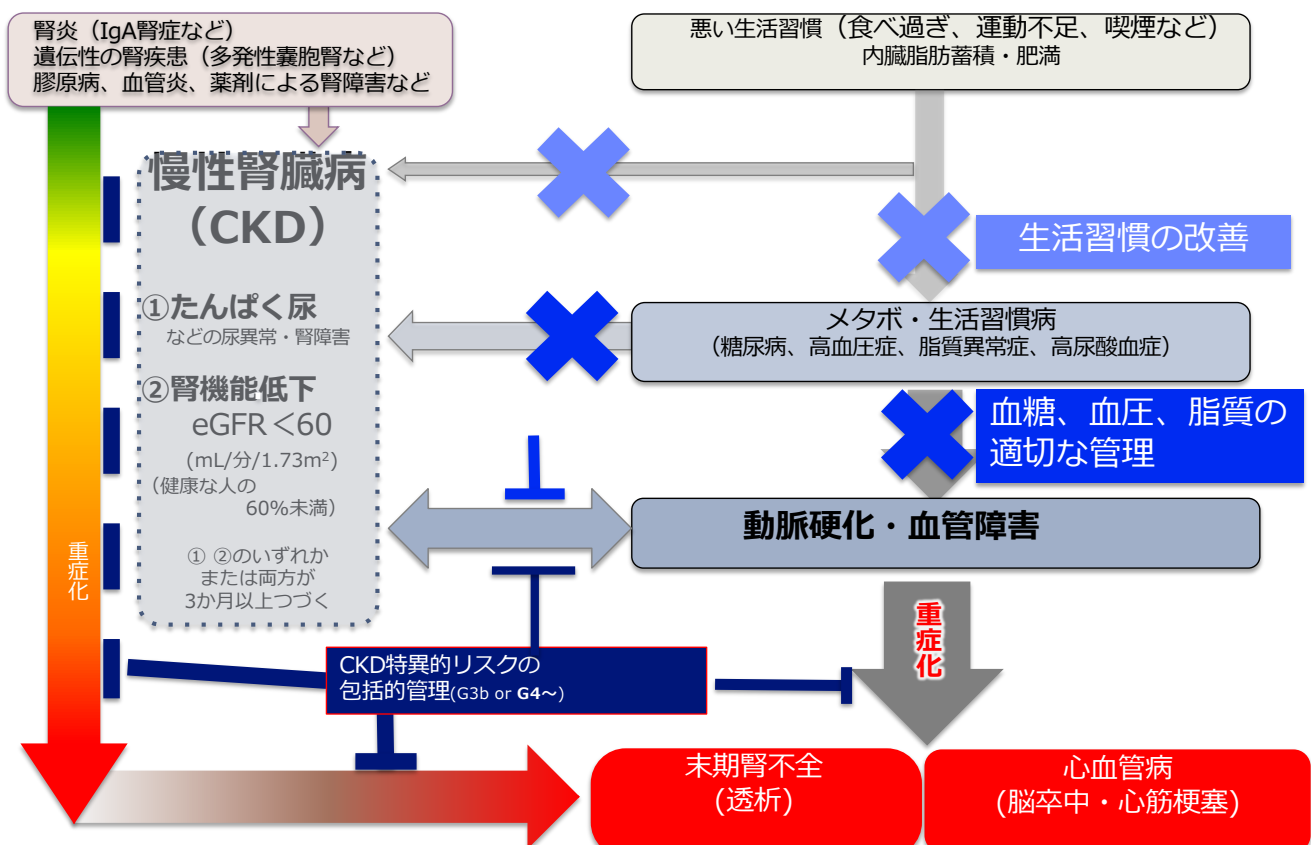 腎炎（IgA腎症など）
遺伝性の腎疾患（多発性嚢胞腎など）
膠原病、血管炎、薬剤による腎障害など
悪い生活習慣（食べ過ぎ、運動不足、喫煙など）
内臓脂肪蓄積・肥満
慢性腎臓病
（CKD）
①たんぱく尿
などの尿異常・腎障害
②腎機能低下
eGFR＜60
(mL/分/1.73m²)
（健康な人の
60%未満）
① ②のいずれか
または両方が
3か月以上つづく
重症化
生活習慣の改善
メタボ・生活習慣病
（糖尿病、高血圧症、脂質異常症、高尿酸血症）
血糖、血圧、脂質の
適切な管理
動脈硬化・血管障害
重症化
CKD特異的リスクの
包括的管理(G3b or G4～)
末期腎不全
(透析)
心血管病
(脳卒中・心筋梗塞)